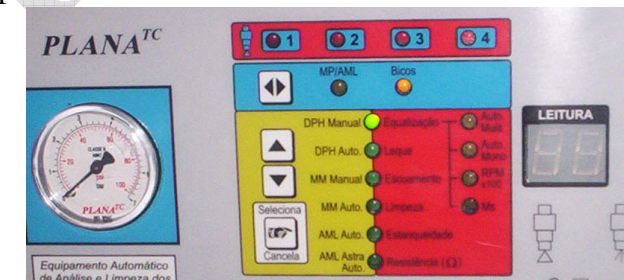 PLANA TC
1
2
3
4
MP/AML
Bicos
DPH Manual
Equalização
Auto. Mult.
LEITURA
DPH Auto.
Leque
Auto. Mono
MM Manual
Escoamento
RPM x100
Seleciona
MM Auto.
Limpeza
Ms
AML Auto.
Estanqueidade
Cancela
AML Astra Auto.
Resistência (Ω)
PLANA TC
Equipamento Automático
de Análise e Limpeza dos